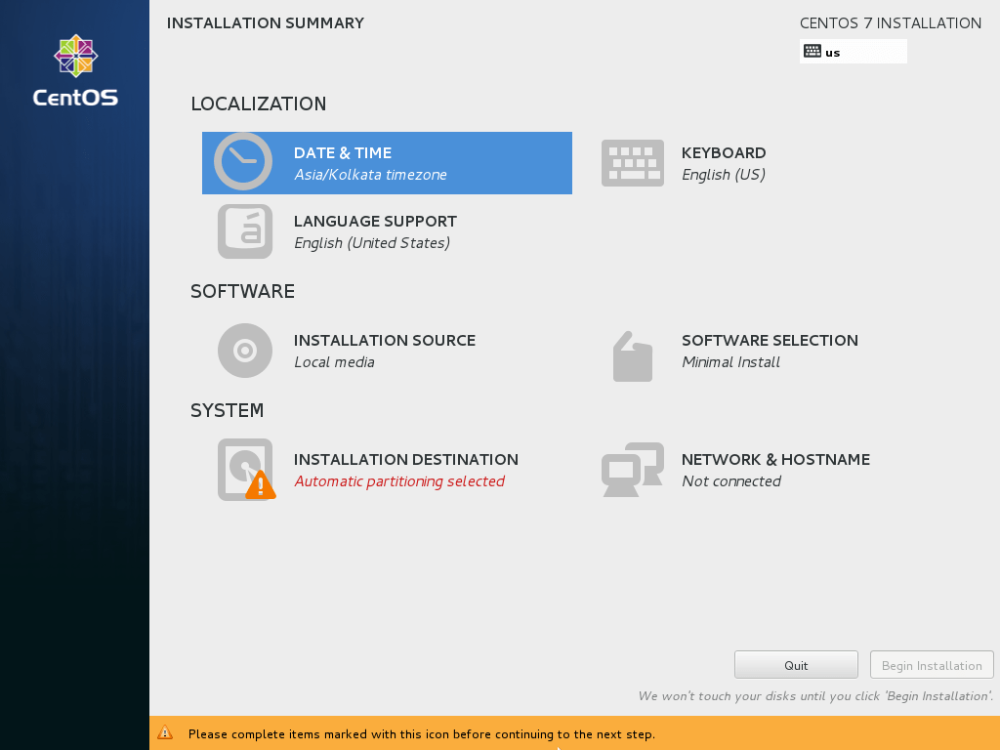 INSTALLATION SUMMARY
CENTOS 7 INSTALLATION
us
CentOS
LOCALIZATION
DATE & TIME
Asia/Kolkata timezone
KEYBOARD
English (US)
á
LANGUAGE SUPPORT
English (United States)
SOFTWARE
INSTALLATION SOURCE
Local media
SOFTWARE SELECTION
Minimal Install
SYSTEM
INSTALLATION DESTINATION
Automatic partitioning selected
NETWORK & HOSTNAME
Not connected
Quit
Begin Installation
We won't touch your disks until you click 'Begin Installation'.
Please complete items marked with this icon before continuing to the next step.